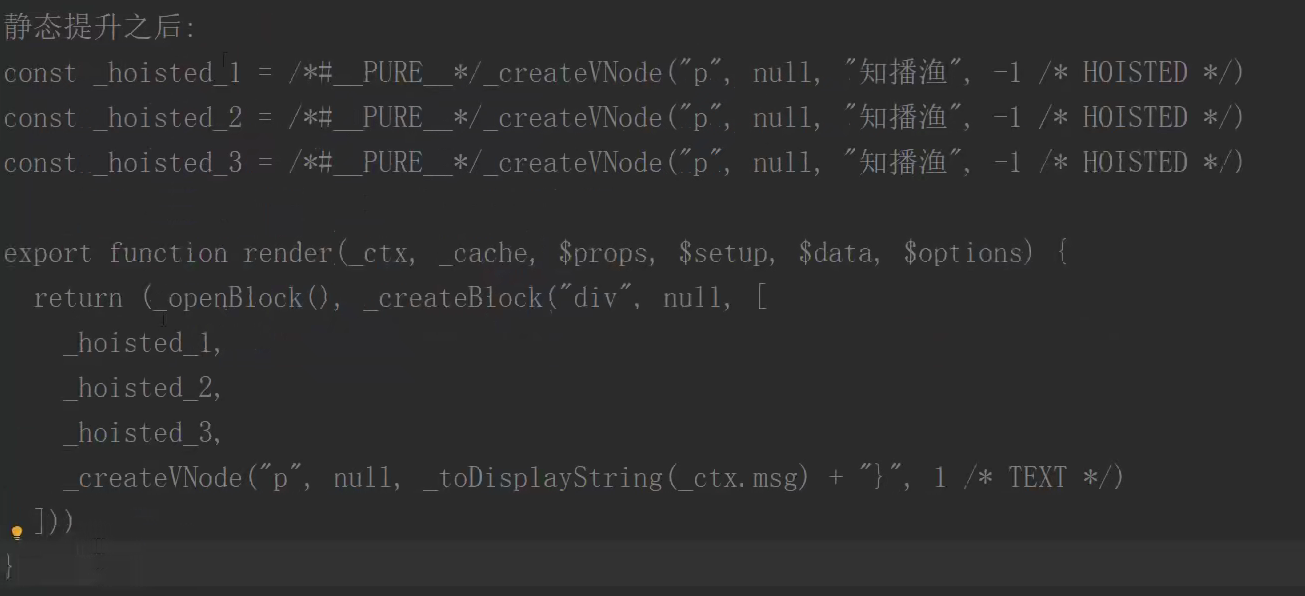 静态提升之后:
const _hoisted_1 = /*#__PURE__*/_createVNode("p", null, "知播渔", -1 /* HOISTED */)
const _hoisted_2 = /*#__PURE__*/_createVNode("p", null, "知播渔", -1 /* HOISTED */)
const _hoisted_3 = /*#__PURE__*/_createVNode("p", null, "知播渔", -1 /* HOISTED */)
export function render(_ctx, _cache, $props, $setup, $data, $options) {
return (_openBlock(), _createBlock("div", null, [
_hoisted_1,
_hoisted_2,
_hoisted_3,
_createVNode("p", null, _toDisplayString(_ctx.msg) + "}", 1 /* TEXT */)
]))
}